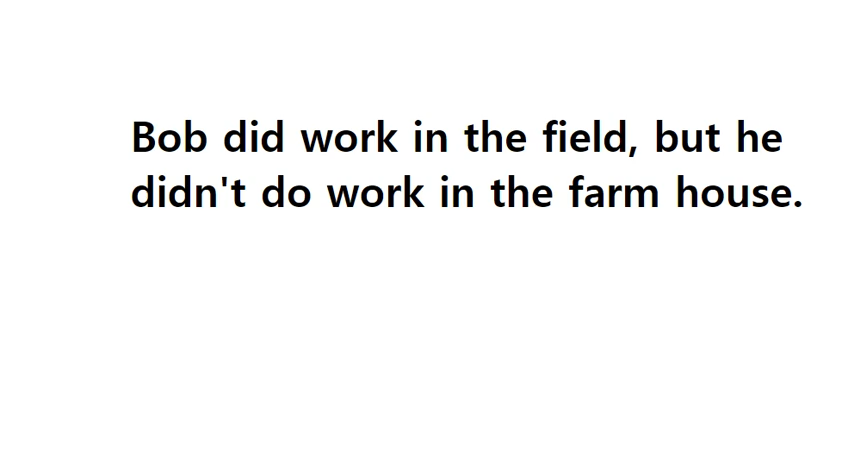 Bob did work in the field, but he
didn't do work in the farm house.